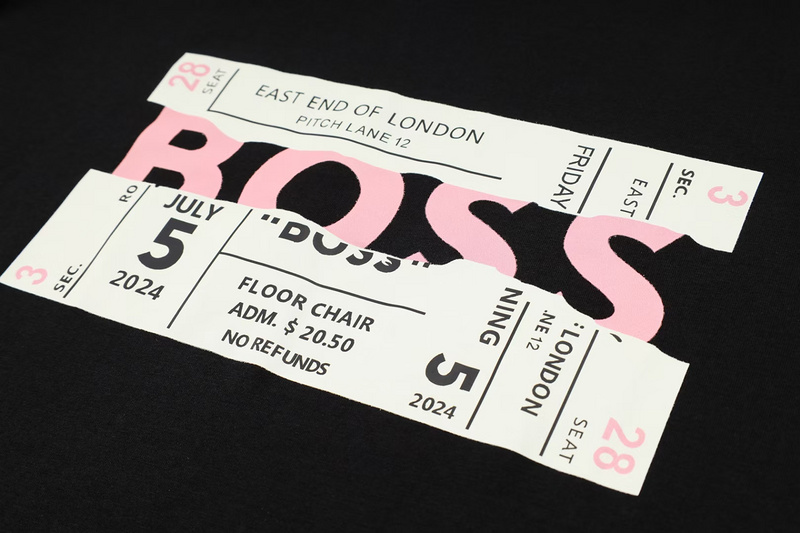 28
SEAT
EAST END OF LONDON
PITCH LANE 12
FRIDAY
EAST
SEC.
3
BOSS
3
SEC.
RO
JULY
5
2024
"BOSS"
FLOOR CHAIR
ADM. $ 20.50
NO REFUNDS
NING
5
2024
NE 12
LONDON
SEAT
28